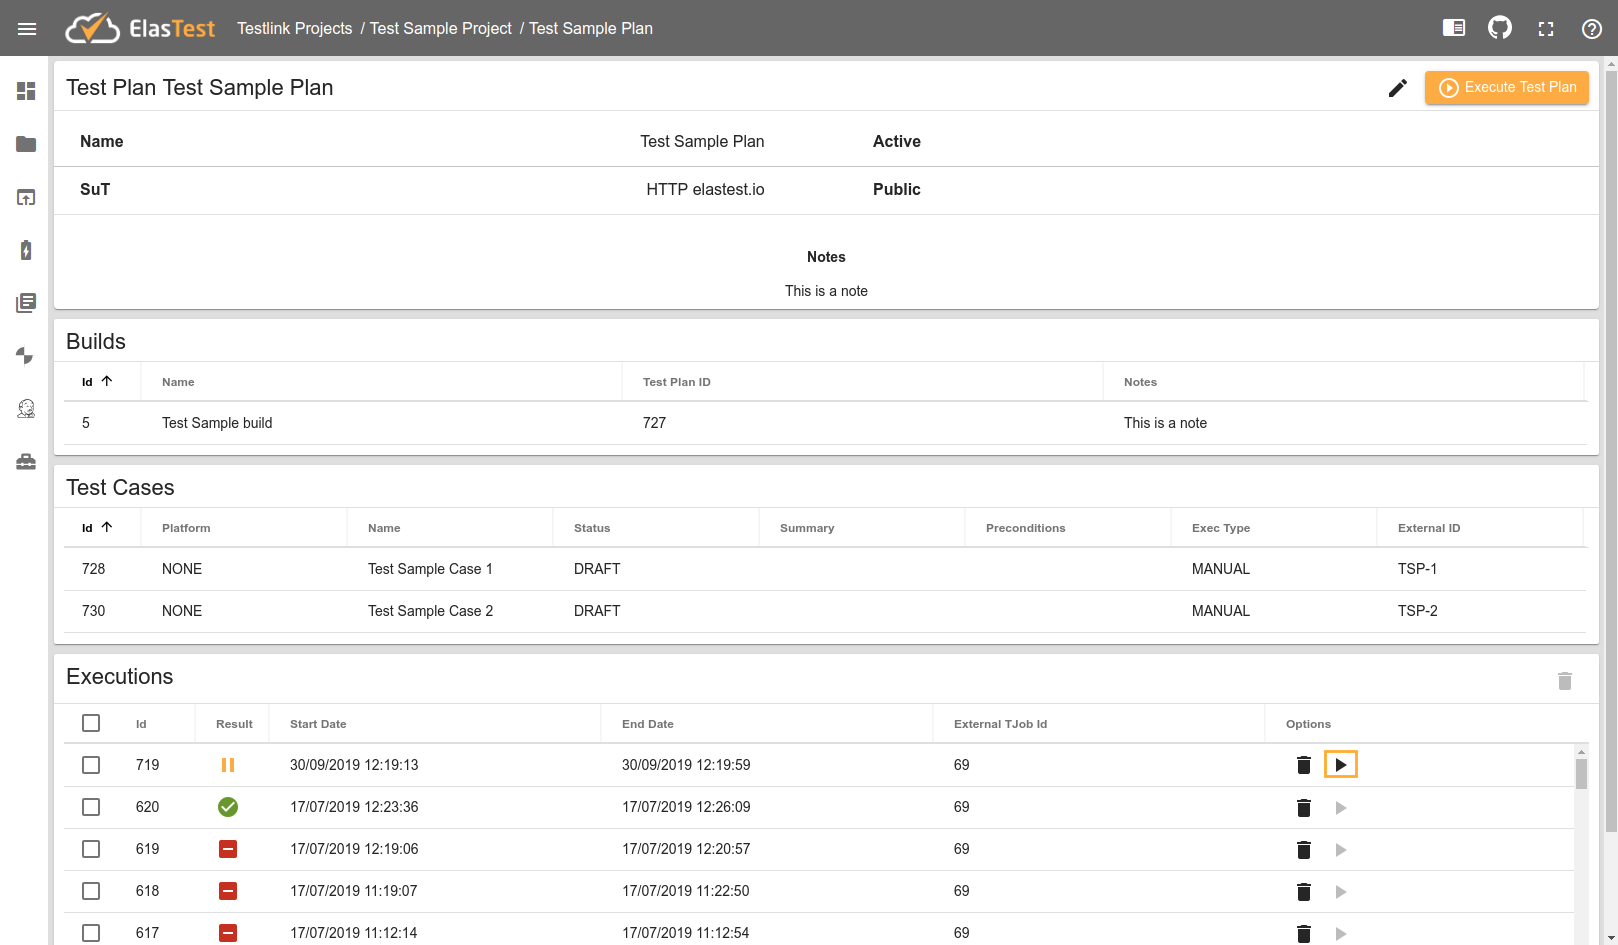 ElasTest Testlink Projects / Test Sample Project / Test Sample Plan
Test Plan Test Sample Plan Execute Test Plan
Name Test Sample Plan Active
SuT HTTP elastest.io Public
Notes
This is a note
Builds
Id Name Test Plan ID Notes
5 Test Sample build 727 This is a note
Test Cases
Id Platform Name Status Summary Preconditions Exec Type External ID
728 NONE Test Sample Case 1 DRAFT MANUAL TSP-1
730 NONE Test Sample Case 2 DRAFT MANUAL TSP-2
Executions
Id Result Start Date End Date External TJob Id Options
719 30/09/2019 12:19:13 30/09/2019 12:19:59 69
620 17/07/2019 12:23:36 17/07/2019 12:26:09 69
619 17/07/2019 12:19:06 17/07/2019 12:20:57 69
618 17/07/2019 11:19:07 17/07/2019 11:22:50 69
617 17/07/2019 11:12:14 17/07/2019 11:12:54 69